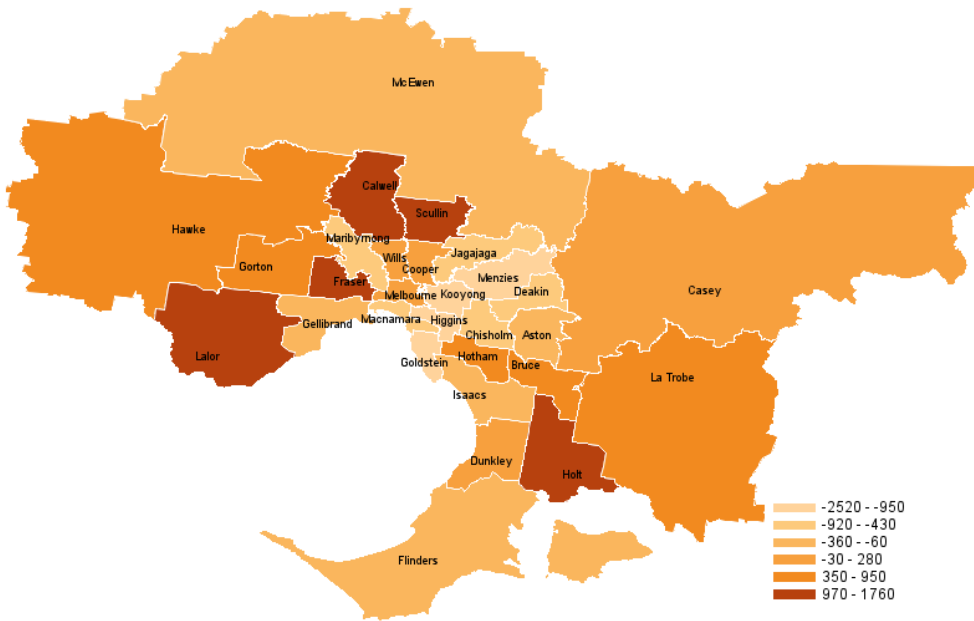 McEwen
Calwell
Scullin
Hawke
Maribyrnong
Jagajaga
Wills
Cooper
Gorton
Fraser
Menzies
Melbourne
Kooyong
Deakin
Casey
Gellibrand
Macnamara
Higgins
Chisholm
Aston
Lalor
Goldstein
Hotham
Bruce
La Trobe
Isaacs
Dunkley
Holt
Flinders
-2520 - -950
-920 - -430
-360 - -60
-30 - 280
350 - 950
970 - 1760